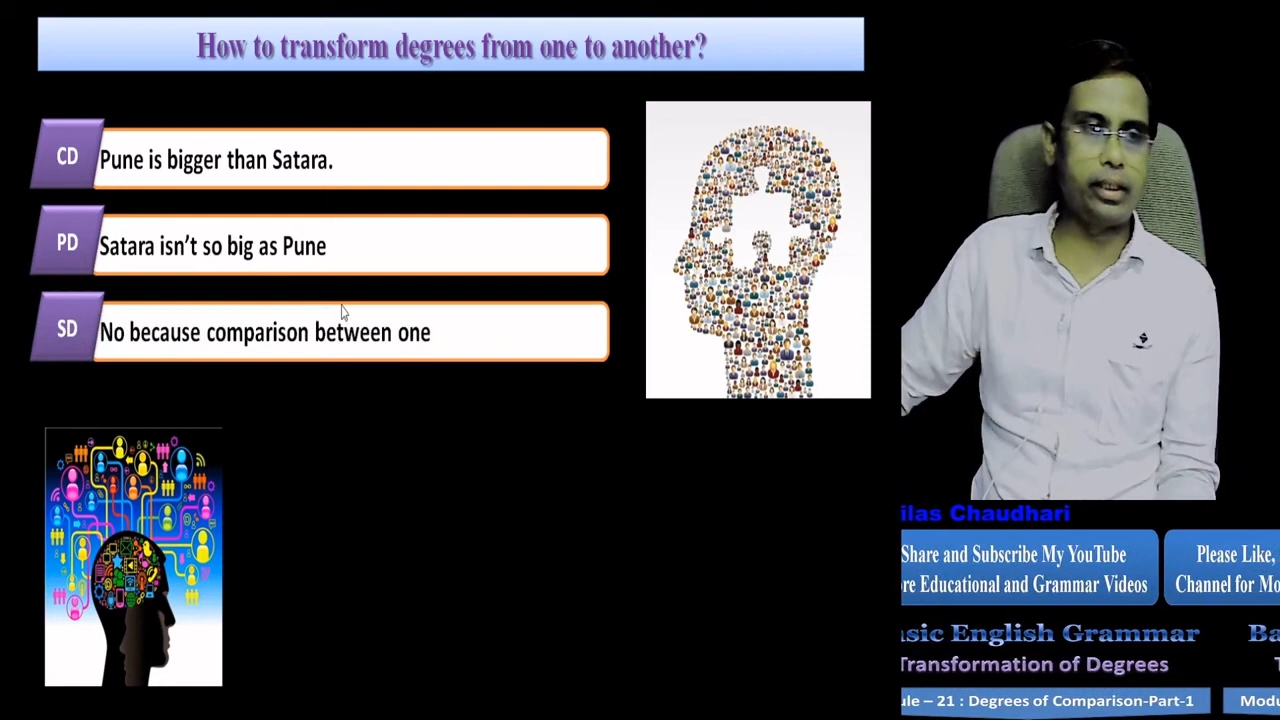 How to transform degrees from one to another?
CD
Pune is bigger than Satara.
PD
Satara isn’t so big as Pune
SD
No because comparison between one
ilas Chaudhari
Share and Subscribe My YouTube
Please Like,
re Educational and Grammar Videos
Channel for Mo
sic English Grammar
Ba
Transformation of Degrees
T
ule – 21 : Degrees of Comparison-Part-1
Modu